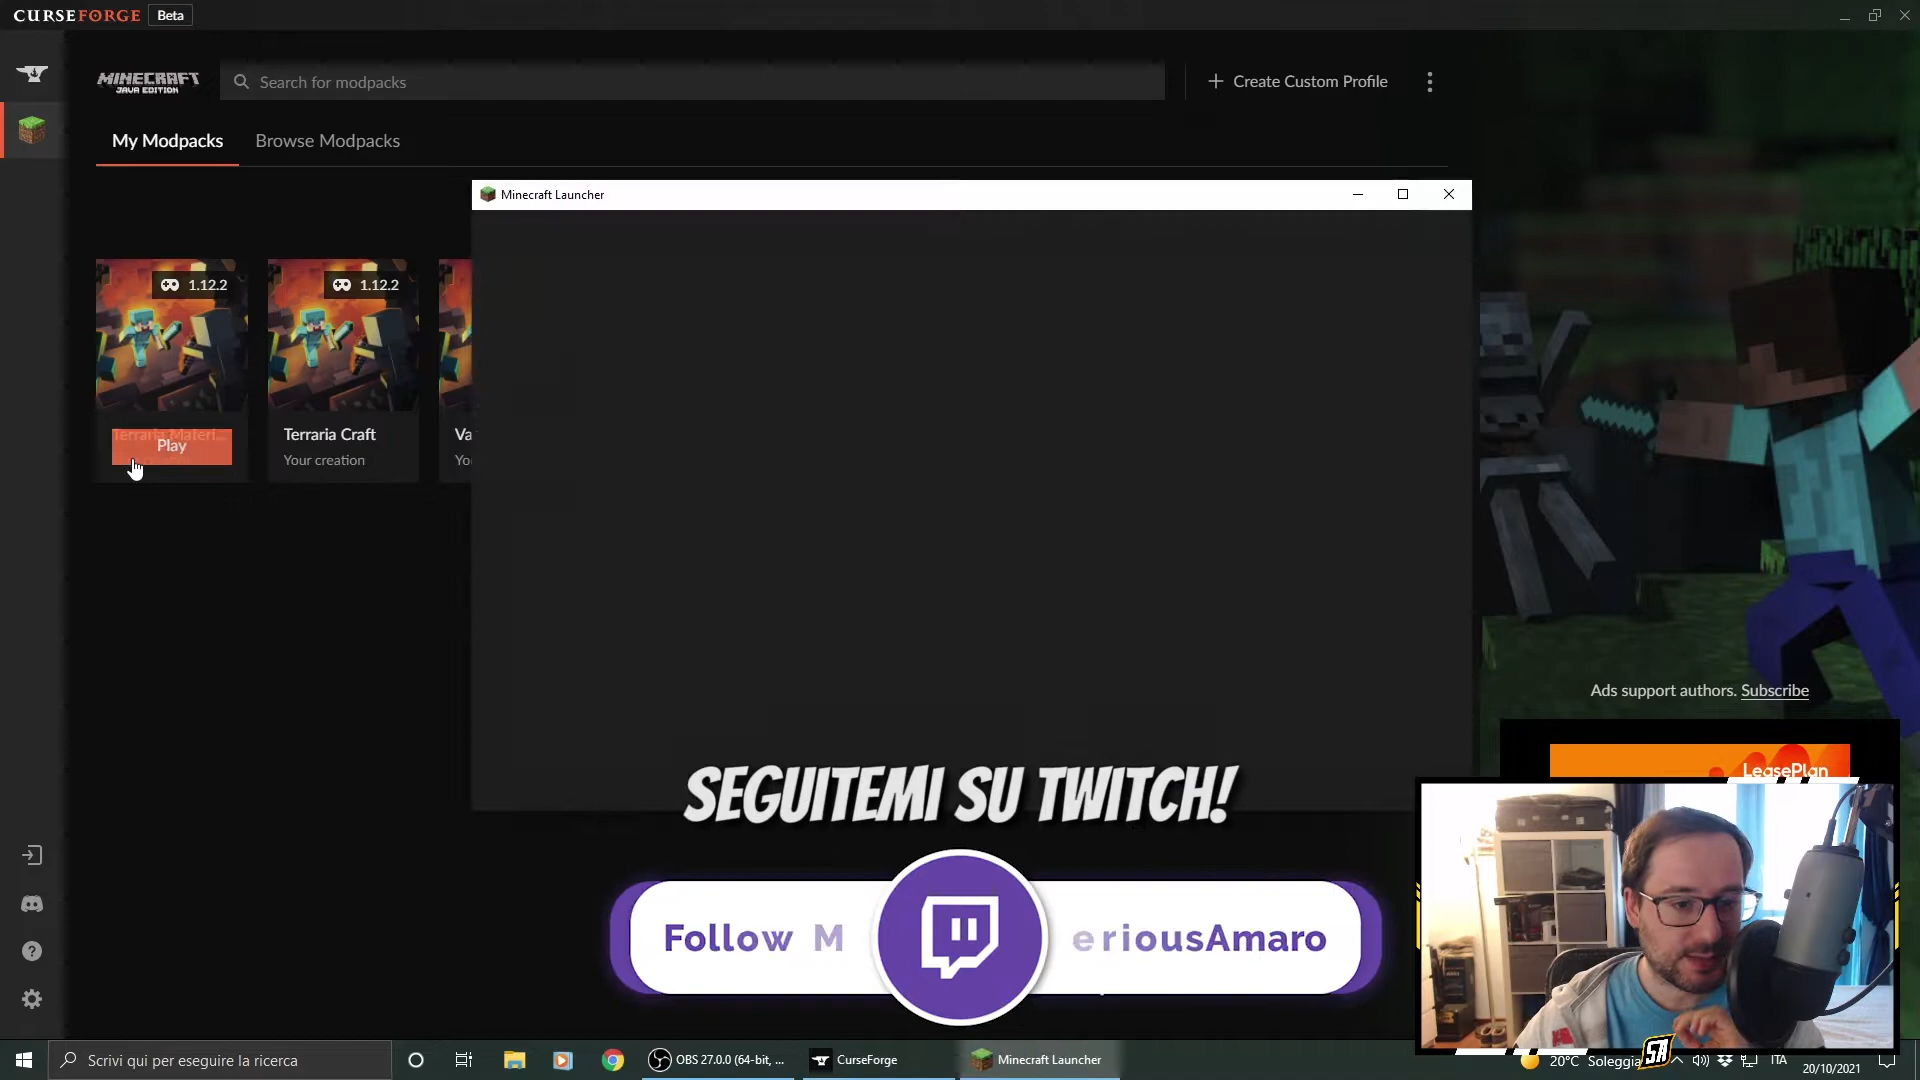 CURSEFORGE Beta
MINECRAFT
JAVA EDITION
Search for modpacks
Create Custom Profile
My Modpacks
Browse Modpacks
Minecraft Launcher
1.12.2
1.12.2
Terraria Materi...
Play
Terraria Craft
Your creation
Va
Yo
Ads support authors. Subscribe
LeasePlan
SEGUITEMI SU TWITCH!
Follow M
eriousAmaro
SA
Scrivi qui per eseguire la ricerca
OBS 27.0.0 (64-bit, ...
CurseForge
Minecraft Launcher
20°C Soleggia
ITA
20/10/2021